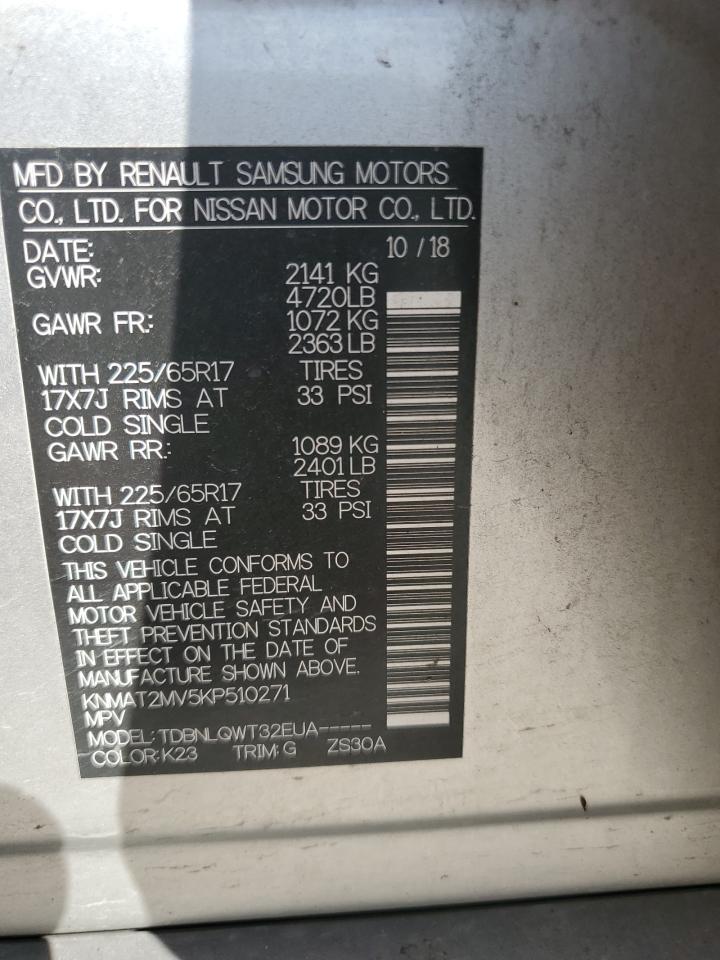 MFD BY RENAULT SAMSUNG MOTORS
CO., LTD. FOR NISSAN MOTOR CO., LTD.
DATE: 10 / 18
GVWR: 2141 KG
4720LB
GAWR FR.: 1072 KG
2363 LB
WITH 225/65R17 TIRES
17X7J RIMS AT 33 PSI
COLD SINGLE
GAWR RR.: 1089 KG
2401 LB
WITH 225/65R17 TIRES
17X7J RIMS AT 33 PSI
COLD SINGLE
THIS VEHICLE CONFORMS TO
ALL APPLICABLE FEDERAL
MOTOR VEHICLE SAFETY AND
THEFT PREVENTION STANDARDS
IN EFFECT ON THE DATE OF
MANUFACTURE SHOWN ABOVE.
KNMAT2MV5KP510271
MPV
MODEL: TDBNLQWT32EUA-----
COLOR: K23 TRIM: G ZS30A